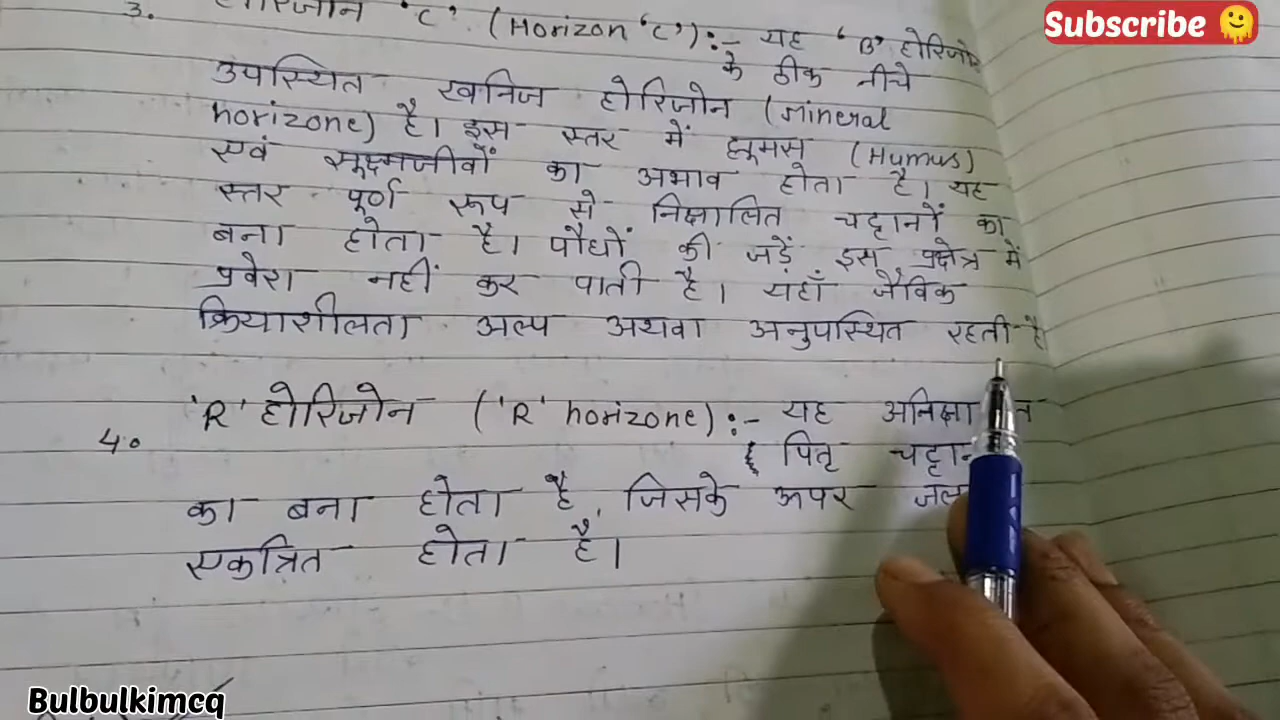 Subscribe
3. होरिजोन 'C' (Horizon 'C') :- यह 'B' होरिजोन
के ठीक नीचे
उपस्थित खनिज होरिजोन (Mineral
horizone) है। इस स्तर में ह्यूमस (Humus)
एवं सूक्ष्मजीवों का अभाव होता है। यह
स्तर पूर्ण रूप से निक्षालित चट्टानों का
बना होता है। पौधों की जड़ें इस प्रक्षेत्र में
प्रवेश नहीं कर पाती है। यहाँ जैविक
क्रियाशीलता अल्प अथवा अनुपस्थित रहती है
4. 'R' होरिजोन ('R' horizone) :- यह
पितृ चट्टान
का बना होता है, जिसके ऊपर जल
एकत्रित होता है।
Bulbulkimcq